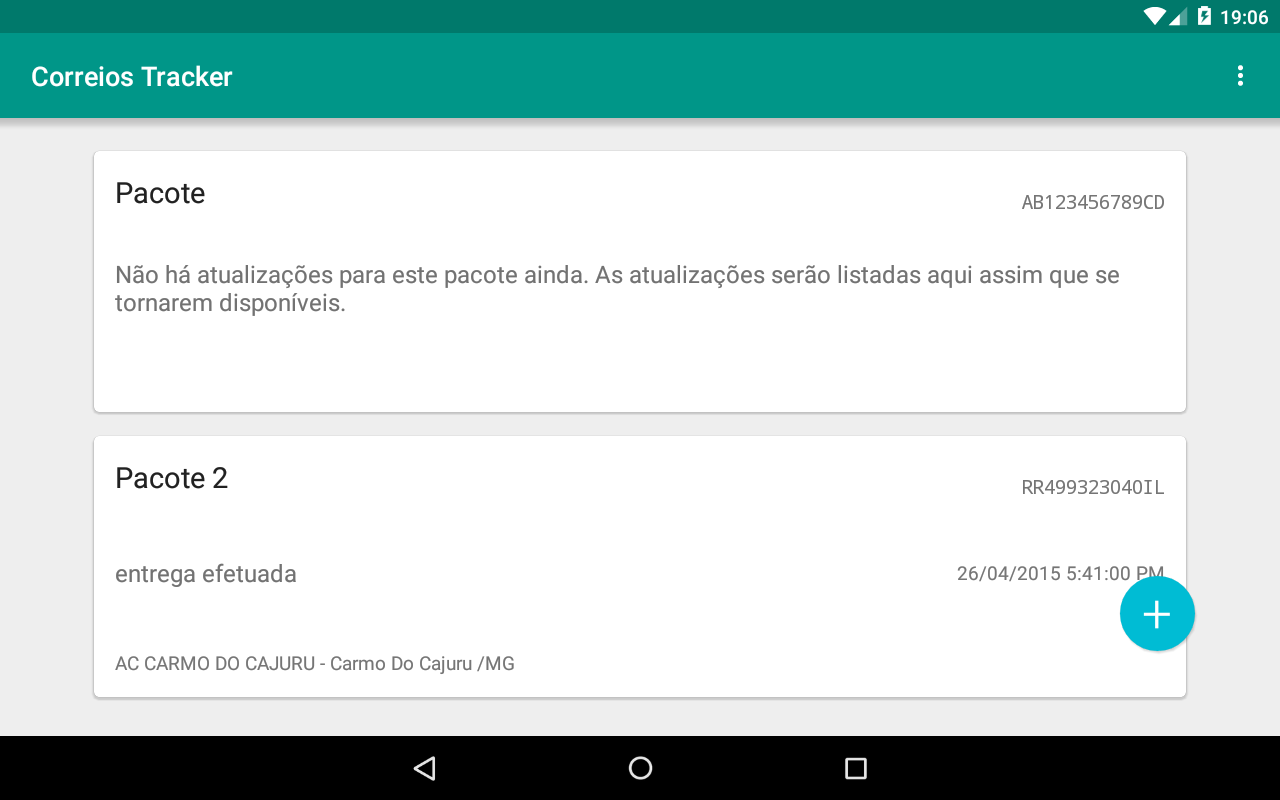 19:06
Correios Tracker
Pacote
AB123456789CD
Não há atualizações para este pacote ainda. As atualizações serão listadas aqui assim que se
tornarem disponíveis.
Pacote 2
RR499323040IL
entrega efetuada
26/04/2015 5:41:00 PM
AC CARMO DO CAJURU - Carmo Do Cajuru /MG